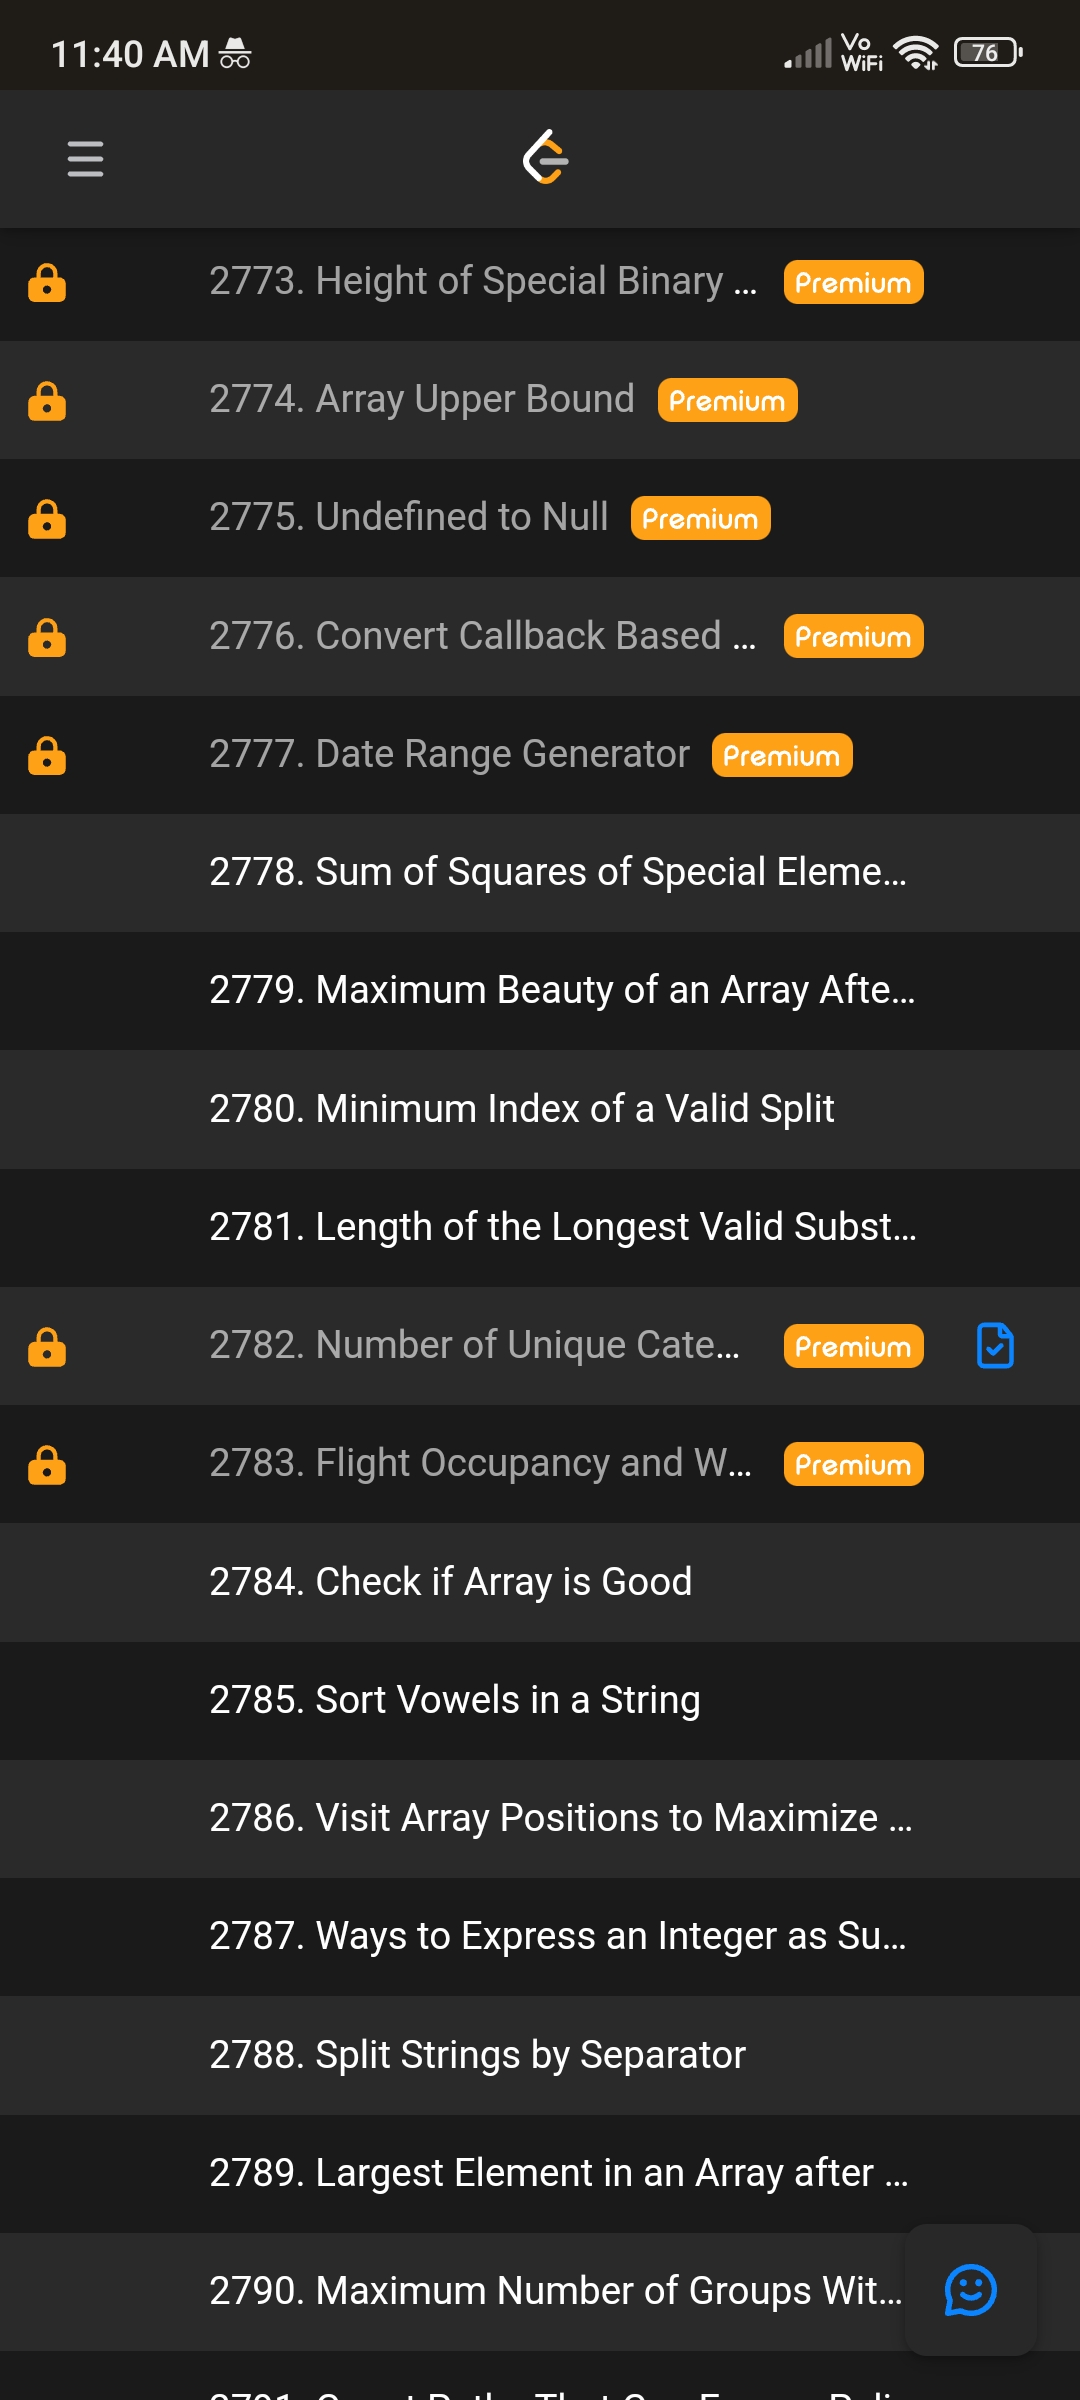 11:40 AM
Vo
WiFi
76
2773. Height of Special Binary ... Premium
2774. Array Upper Bound Premium
2775. Undefined to Null Premium
2776. Convert Callback Based ... Premium
2777. Date Range Generator Premium
2778. Sum of Squares of Special Eleme...
2779. Maximum Beauty of an Array Afte...
2780. Minimum Index of a Valid Split
2781. Length of the Longest Valid Subst...
2782. Number of Unique Cate... Premium
2783. Flight Occupancy and W... Premium
2784. Check if Array is Good
2785. Sort Vowels in a String
2786. Visit Array Positions to Maximize ...
2787. Ways to Express an Integer as Su...
2788. Split Strings by Separator
2789. Largest Element in an Array after ...
2790. Maximum Number of Groups Wit...